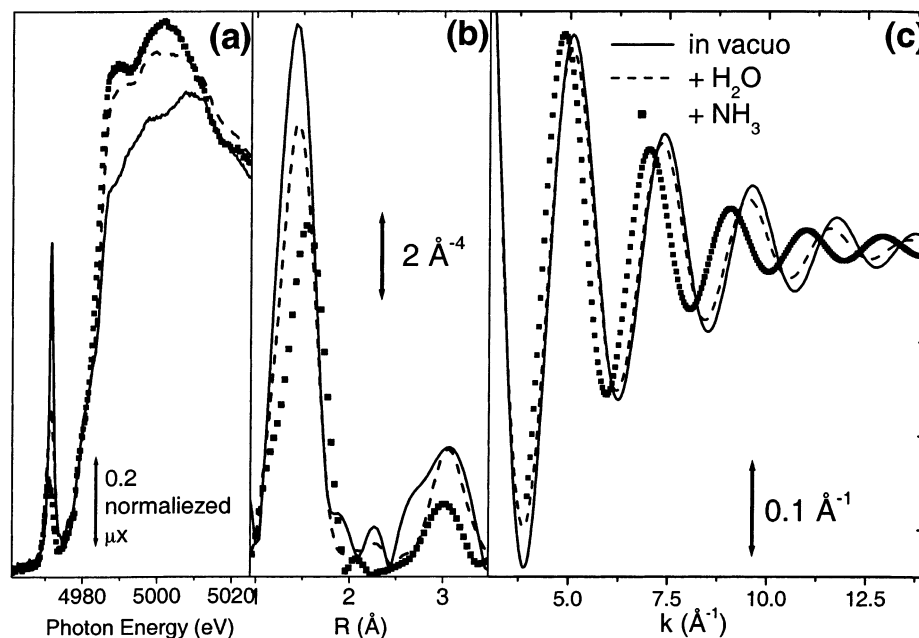 (a)
(b)
(c)
in vacuo
+ H₂O
+ NH₃
2 Å⁻⁴
0.2
normaliezed
μx
0.1 Å⁻¹
4980 5000 5020
1 2 3
5.0 7.5 10.0 12.5
Photon Energy (eV)
R (Å)
k (Å⁻¹)